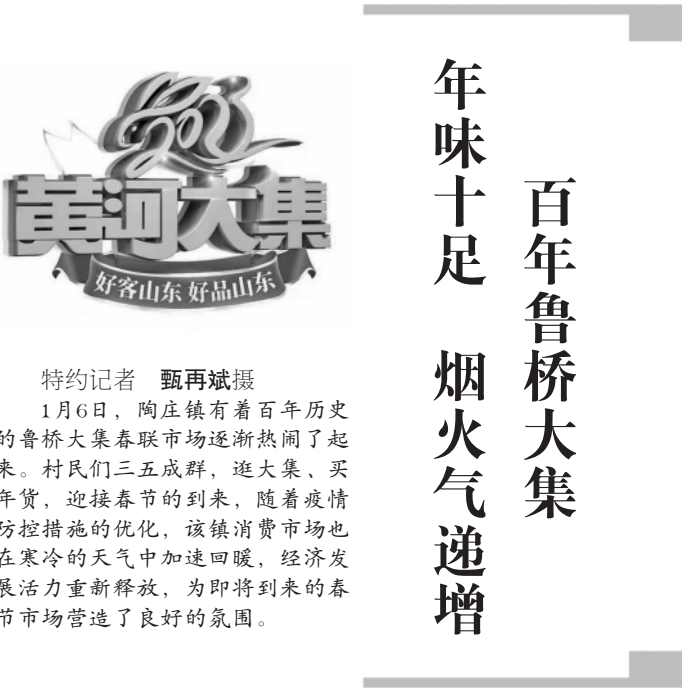 百年鲁桥大集
年味十足 烟火气递增
2023
黄河大集
好客山东 好品山东
特约记者 甄再斌摄
1月6日，陶庄镇有着百年历史
的鲁桥大集春联市场逐渐热闹了起
来。村民们三五成群，逛大集、买
年货，迎接春节的到来，随着疫情
防控措施的优化，该镇消费市场也
在寒冷的天气中加速回暖，经济发
展活力重新释放，为即将到来的春
节市场营造了良好的氛围。